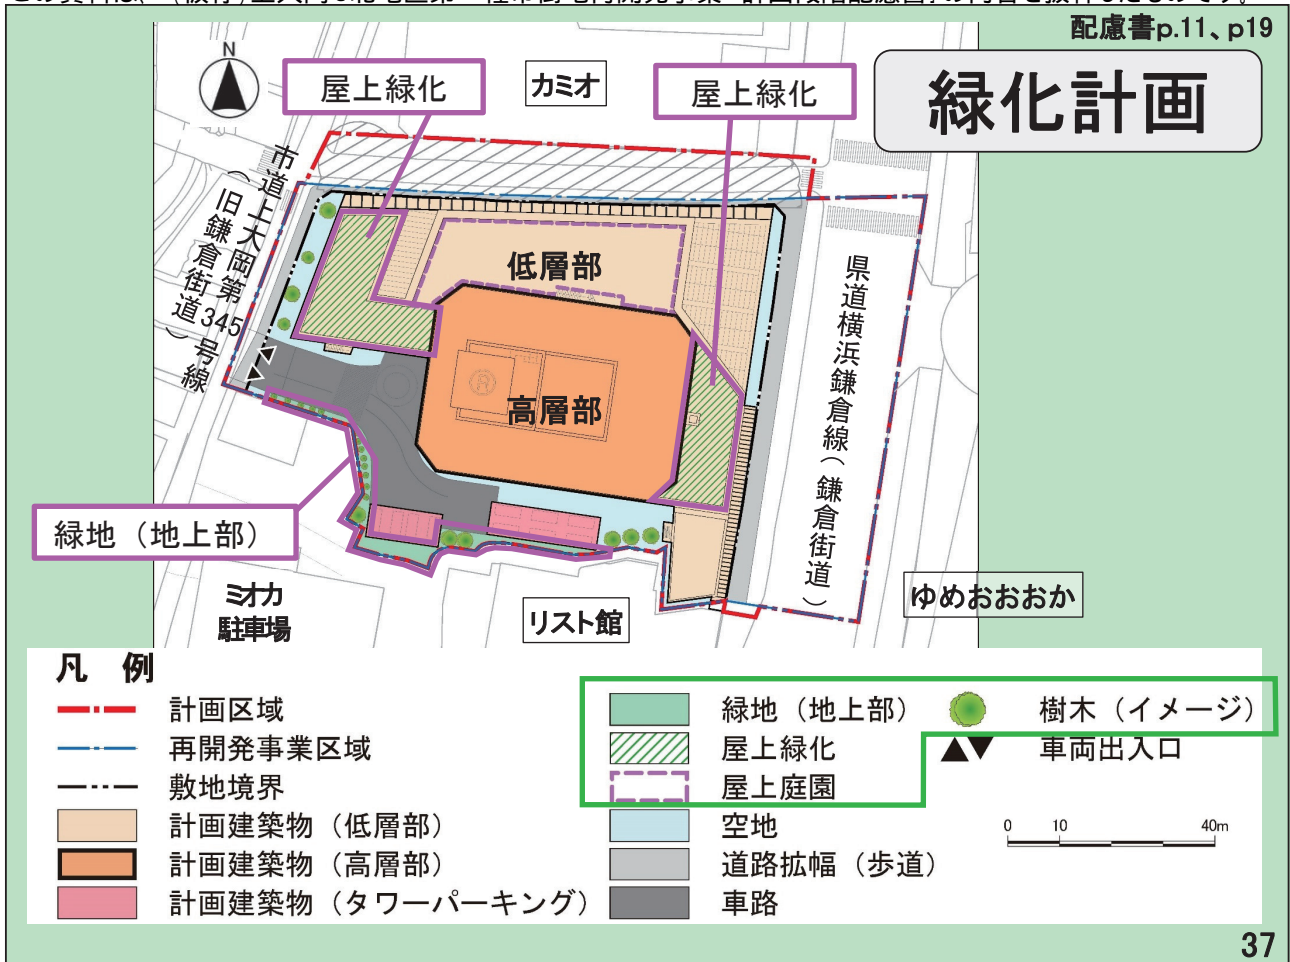 配慮書p.11、p19
緑化計画
N
屋上緑化
カミオ
屋上緑化
市道上大岡第345号線
（旧鎌倉街道）
低層部
高層部
県道横浜鎌倉線（鎌倉街道）
緑地（地上部）
ミオカ
駐車場
リスト館
ゆめおおおか
凡 例
計画区域
再開発事業区域
敷地境界
計画建築物（低層部）
計画建築物（高層部）
計画建築物（タワーパーキング）
緑地（地上部）
屋上緑化
屋上庭園
空地
道路拡幅（歩道）
車路
樹木（イメージ）
車両出入口
0 10 40m
37